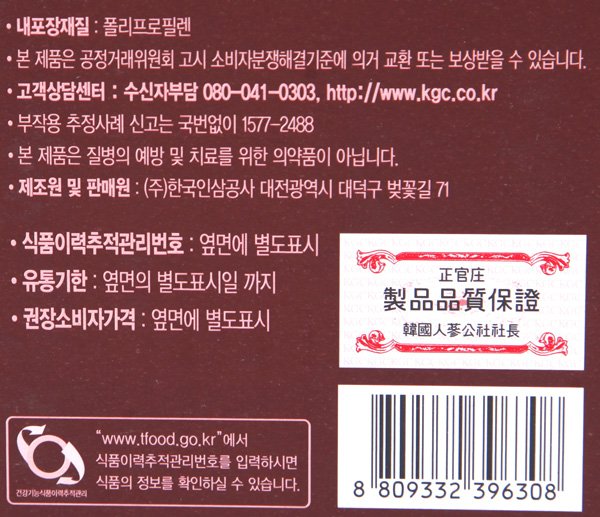 • 내포장재질 : 폴리프로필렌
• 본 제품은 공정거래위원회 고시 소비자분쟁해결기준에 의거 교환 또는 보상받을 수 있습니다.
• 고객상담센터 : 수신자부담 080-041-0303, http://www.kgc.co.kr
• 부작용 추정사례 신고는 국번없이 1577-2488
• 본 제품은 질병의 예방 및 치료를 위한 의약품이 아닙니다.
• 제조원 및 판매원 : (주)한국인삼공사 대전광역시 대덕구 벚꽃길 71
• 식품이력추적관리번호 : 옆면에 별도표시
• 유통기한 : 옆면의 별도표시일 까지
• 권장소비자가격 : 옆면에 별도표시
正官庄
製品品質保證
韓國人蔘公社社長
"www.tfood.go.kr"에서
식품이력추적관리번호를 입력하시면
식품의 정보를 확인하실 수 있습니다.
건강기능식품이력추적관리
8 809332 396308